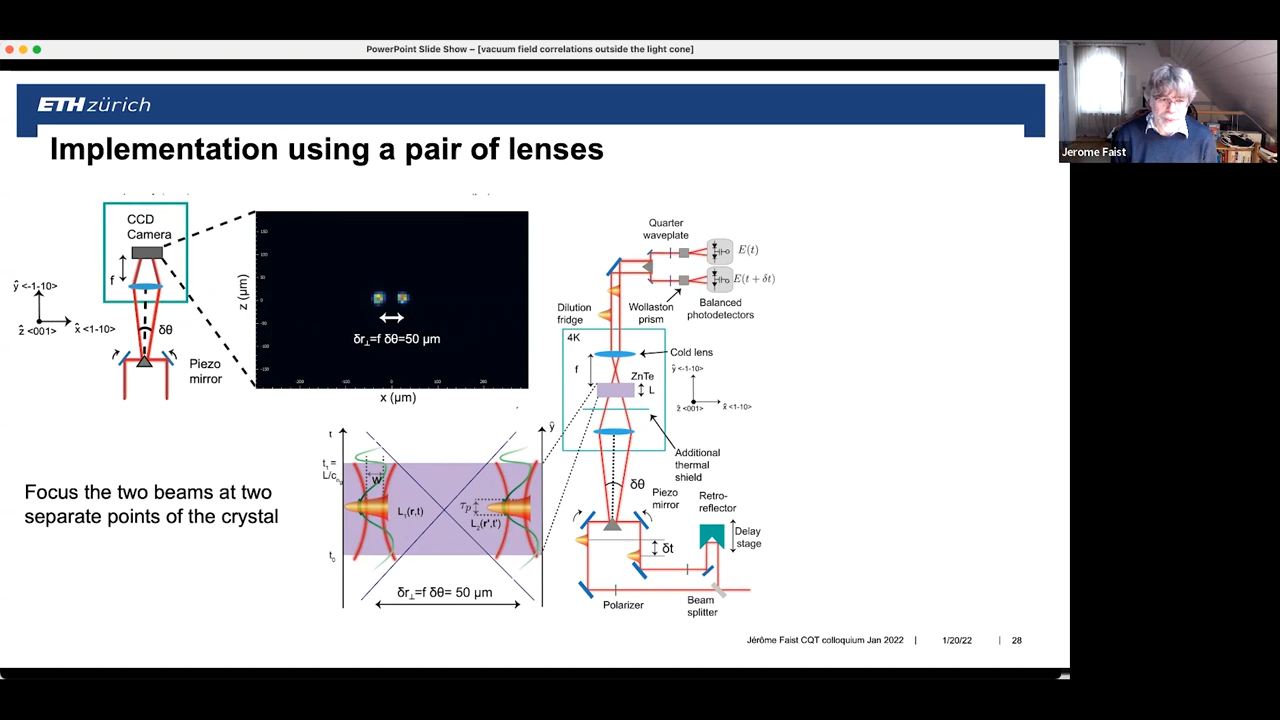 PowerPoint Slide Show – [vacuum field correlations outside the light cone]
ETH zürich
Implementation using a pair of lenses
CCD
Camera
f
ŷ <-1-10>
ẑ <001>
x̂ <1-10>
δθ
Piezo
mirror
z (µm)
δr⊥=f δθ=50 µm
-200
-100
0
100
200
x (µm)
Focus the two beams at two
separate points of the crystal
t
ŷ
w
L₁(r,t)
τp
L₂(r',t')
t₀
δr⊥=f δθ= 50 µm
Quarter
waveplate
E(t)
E(t + δt)
Wollaston
prism
Balanced
photodetectors
Dilution
fridge
4K
Cold lens
f
ZnTe
L
ŷ <-1-10>
ẑ <001>
x̂ <1-10>
Additional
thermal
shield
δθ
Piezo
mirror
Retro-
reflector
Delay
stage
δt
Polarizer
Beam
splitter
Jérôme Faist CQT colloquium Jan 2022 |
1/20/22
| 28
Jerome Faist